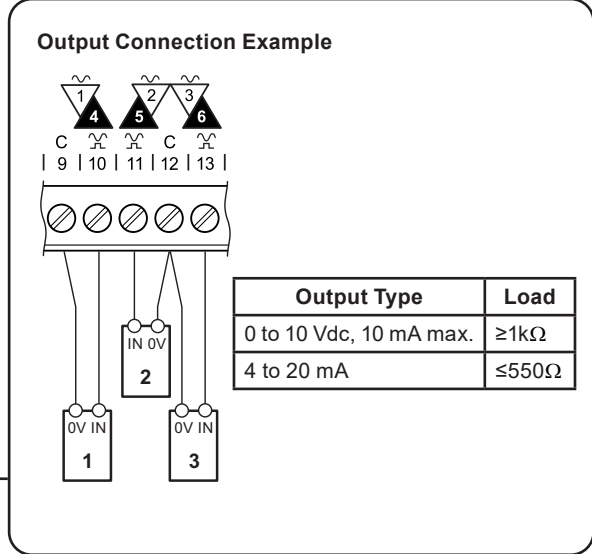 Output Connection Example
1 2 3
4 5 6
C C
9 10 11 12 13
Output Type Load
0 to 10 Vdc, 10 mA max. ≥1kΩ
4 to 20 mA ≤550Ω
IN 0V
2
0V IN 0V IN
1 3